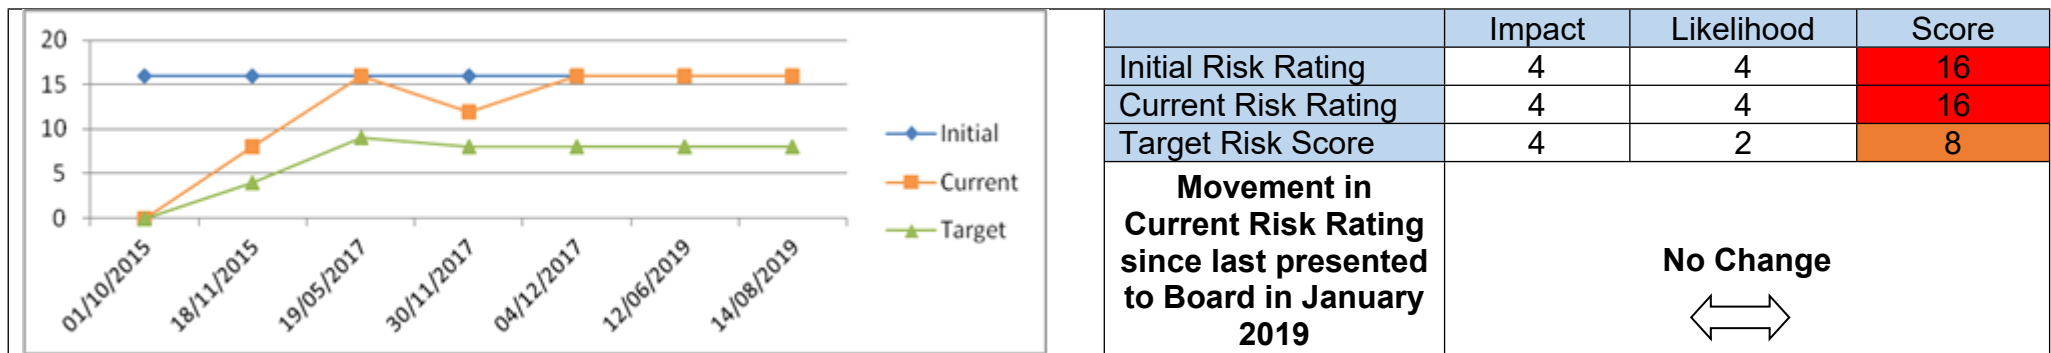 20
15
10
5
0
01/10/2015
18/11/2015
19/05/2017
30/11/2017
04/12/2017
12/06/2019
14/08/2019
Initial
Current
Target
Impact Likelihood Score
Initial Risk Rating 4 4 16
Current Risk Rating 4 4 16
Target Risk Score 4 2 8
Movement in
Current Risk Rating
since last presented
to Board in January
2019
No Change